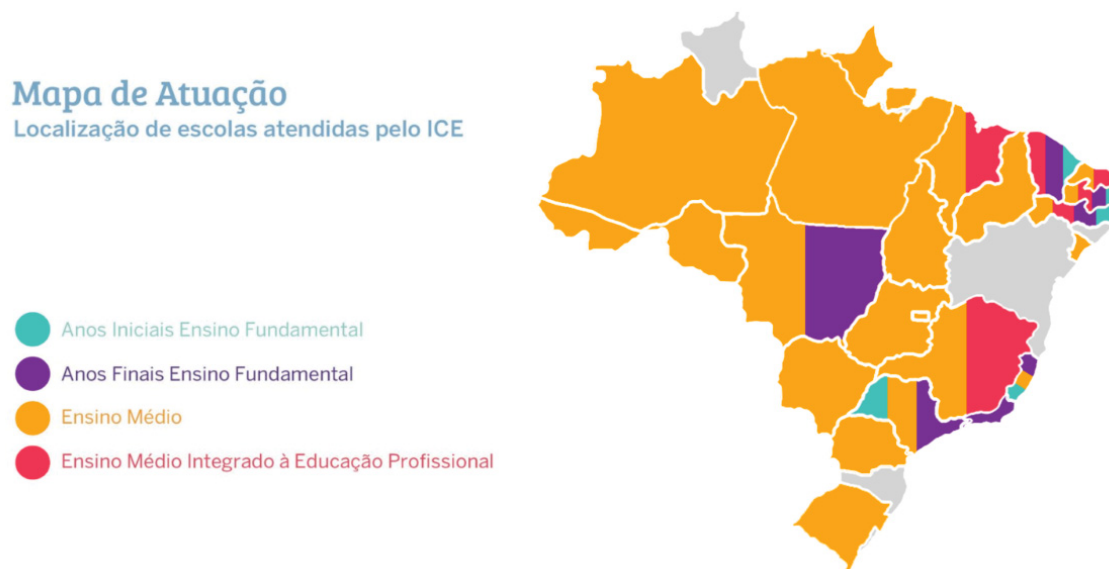 Mapa de Atuação
Localização de escolas atendidas pelo ICE
Anos Iniciais Ensino Fundamental
Anos Finais Ensino Fundamental
Ensino Médio
Ensino Médio Integrado à Educação Profissional